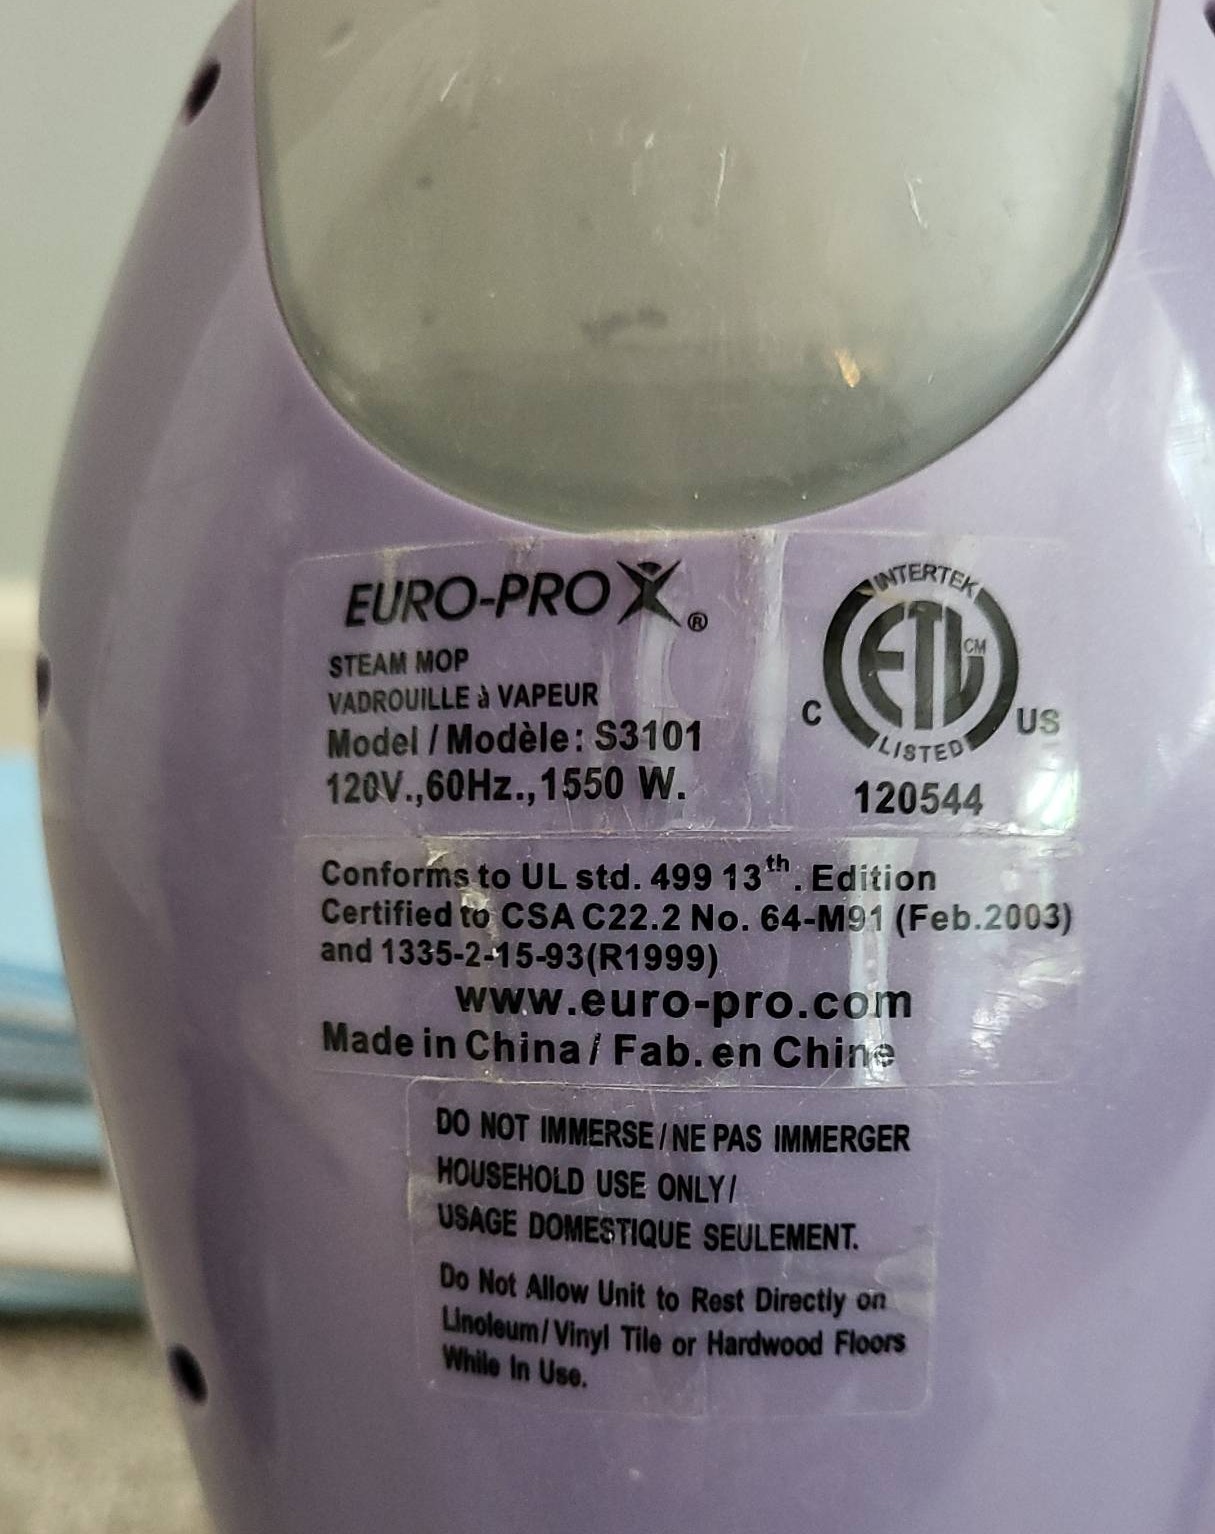 EURO-PRO X®
STEAM MOP
VADROUILLE à VAPEUR
Model / Modèle: S3101
120V.,60Hz.,1550 W.
INTERTEK
ETL CM
C US
LISTED
120544
Conforms to UL std. 499 13th. Edition
Certified to CSA C22.2 No. 64-M91 (Feb.2003)
and 1335-2-15-93(R1999)
www.euro-pro.com
Made in China / Fab. en Chine
DO NOT IMMERSE / NE PAS IMMERGER
HOUSEHOLD USE ONLY /
USAGE DOMESTIQUE SEULEMENT.
Do Not Allow Unit to Rest Directly on
Linoleum / Vinyl Tile or Hardwood Floors
While In Use.